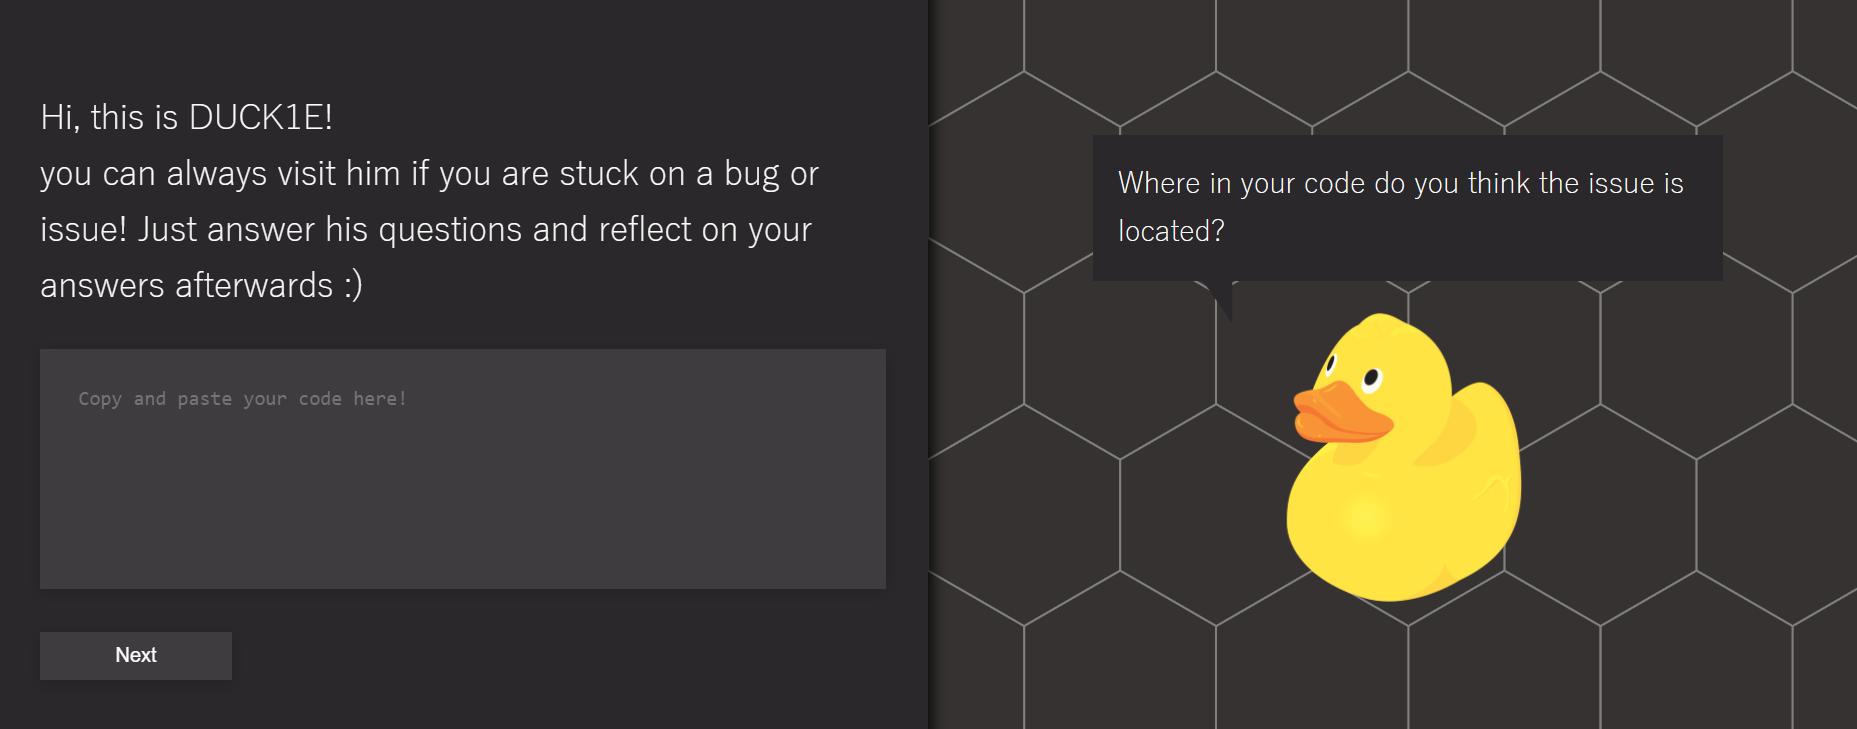 Hi, this is DUCK1E!
you can always visit him if you are stuck on a bug or
issue! Just answer his questions and reflect on your
answers afterwards :)
Copy and paste your code here!
Next
Where in your code do you think the issue is
located?